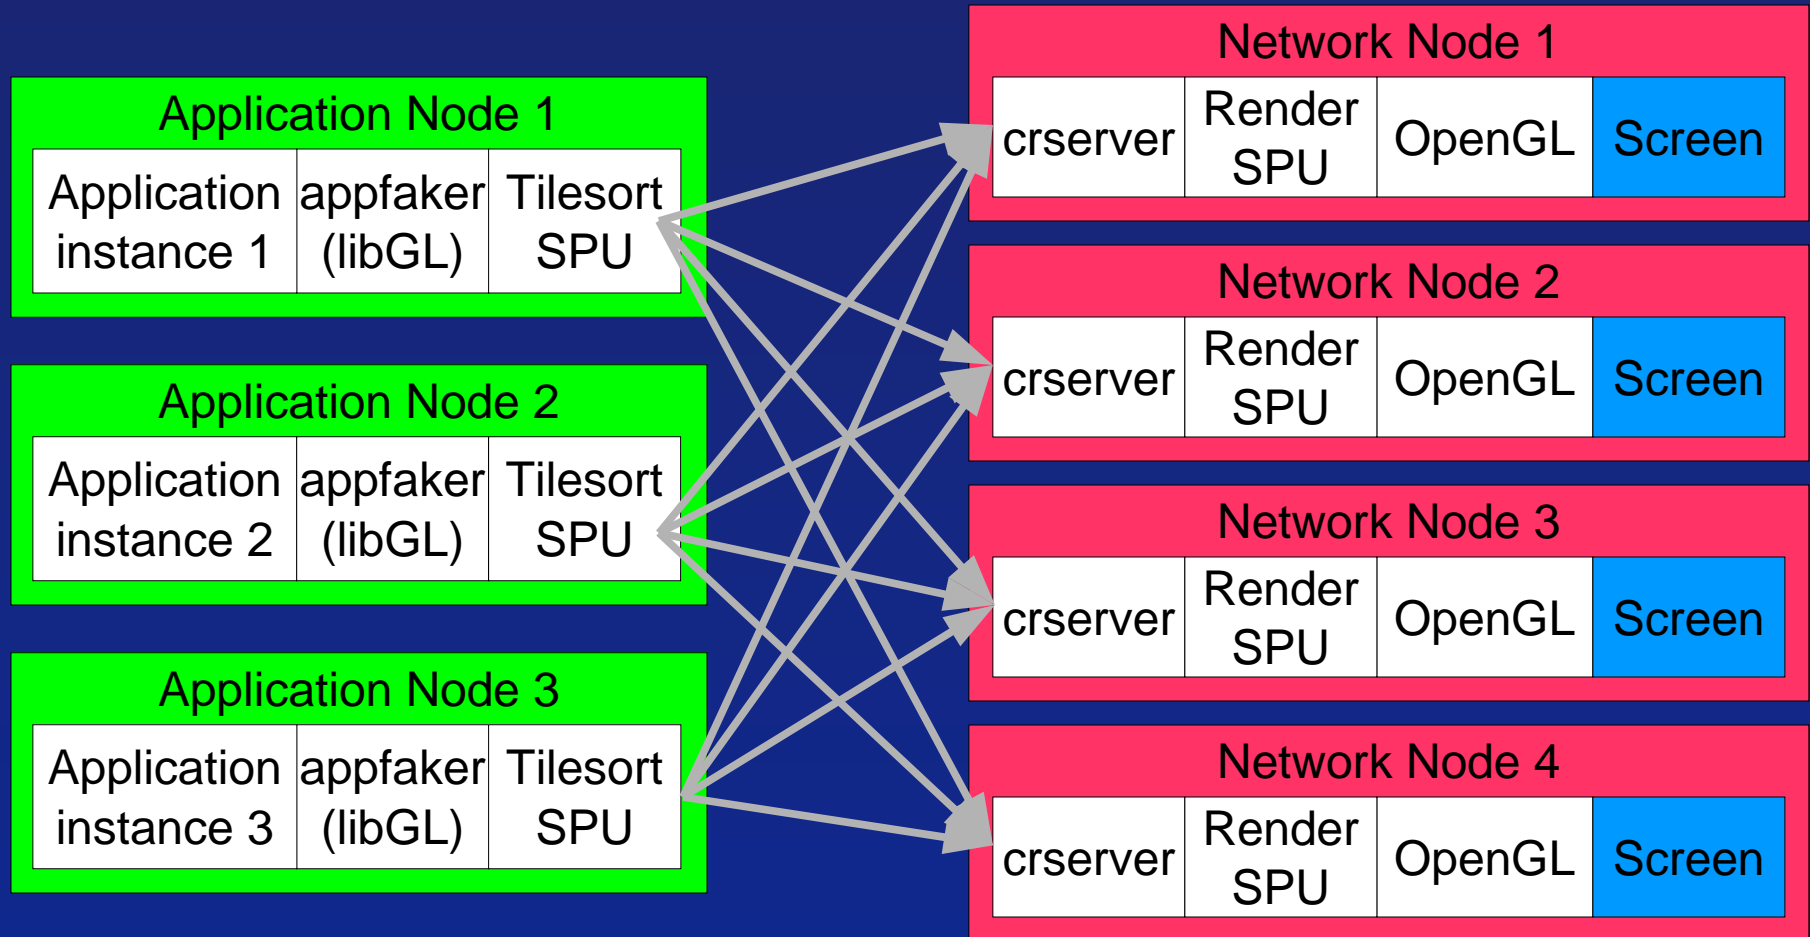 Application Node 1
Application instance 1
appfaker (libGL)
Tilesort SPU
Application Node 2
Application instance 2
appfaker (libGL)
Tilesort SPU
Application Node 3
Application instance 3
appfaker (libGL)
Tilesort SPU
Network Node 1
crserver
Render SPU
OpenGL
Screen
Network Node 2
crserver
Render SPU
OpenGL
Screen
Network Node 3
crserver
Render SPU
OpenGL
Screen
Network Node 4
crserver
Render SPU
OpenGL
Screen